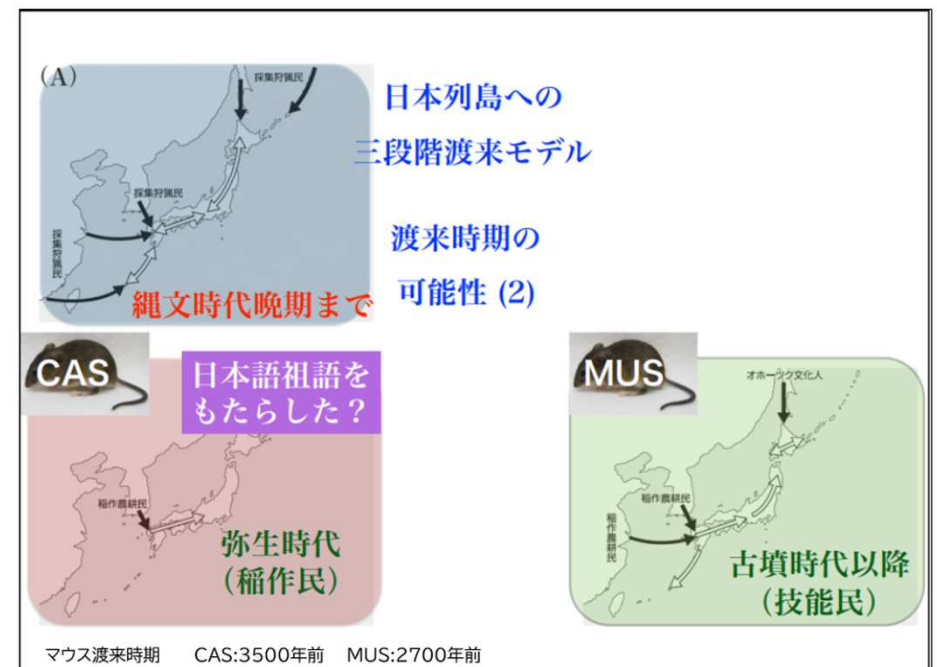 (A)
採集狩猟民
採集狩猟民
採集狩猟民
縄文時代晩期まで
日本列島への
三段階渡来モデル
渡来時期の
可能性 (2)
CAS
日本語祖語を
もたらした？
稲作農耕民
弥生時代
（稲作民）
MUS
オホーツク文化人
稲作農耕民
稲作農耕民
古墳時代以降
（技能民）
マウス渡来時期 CAS:3500年前 MUS:2700年前